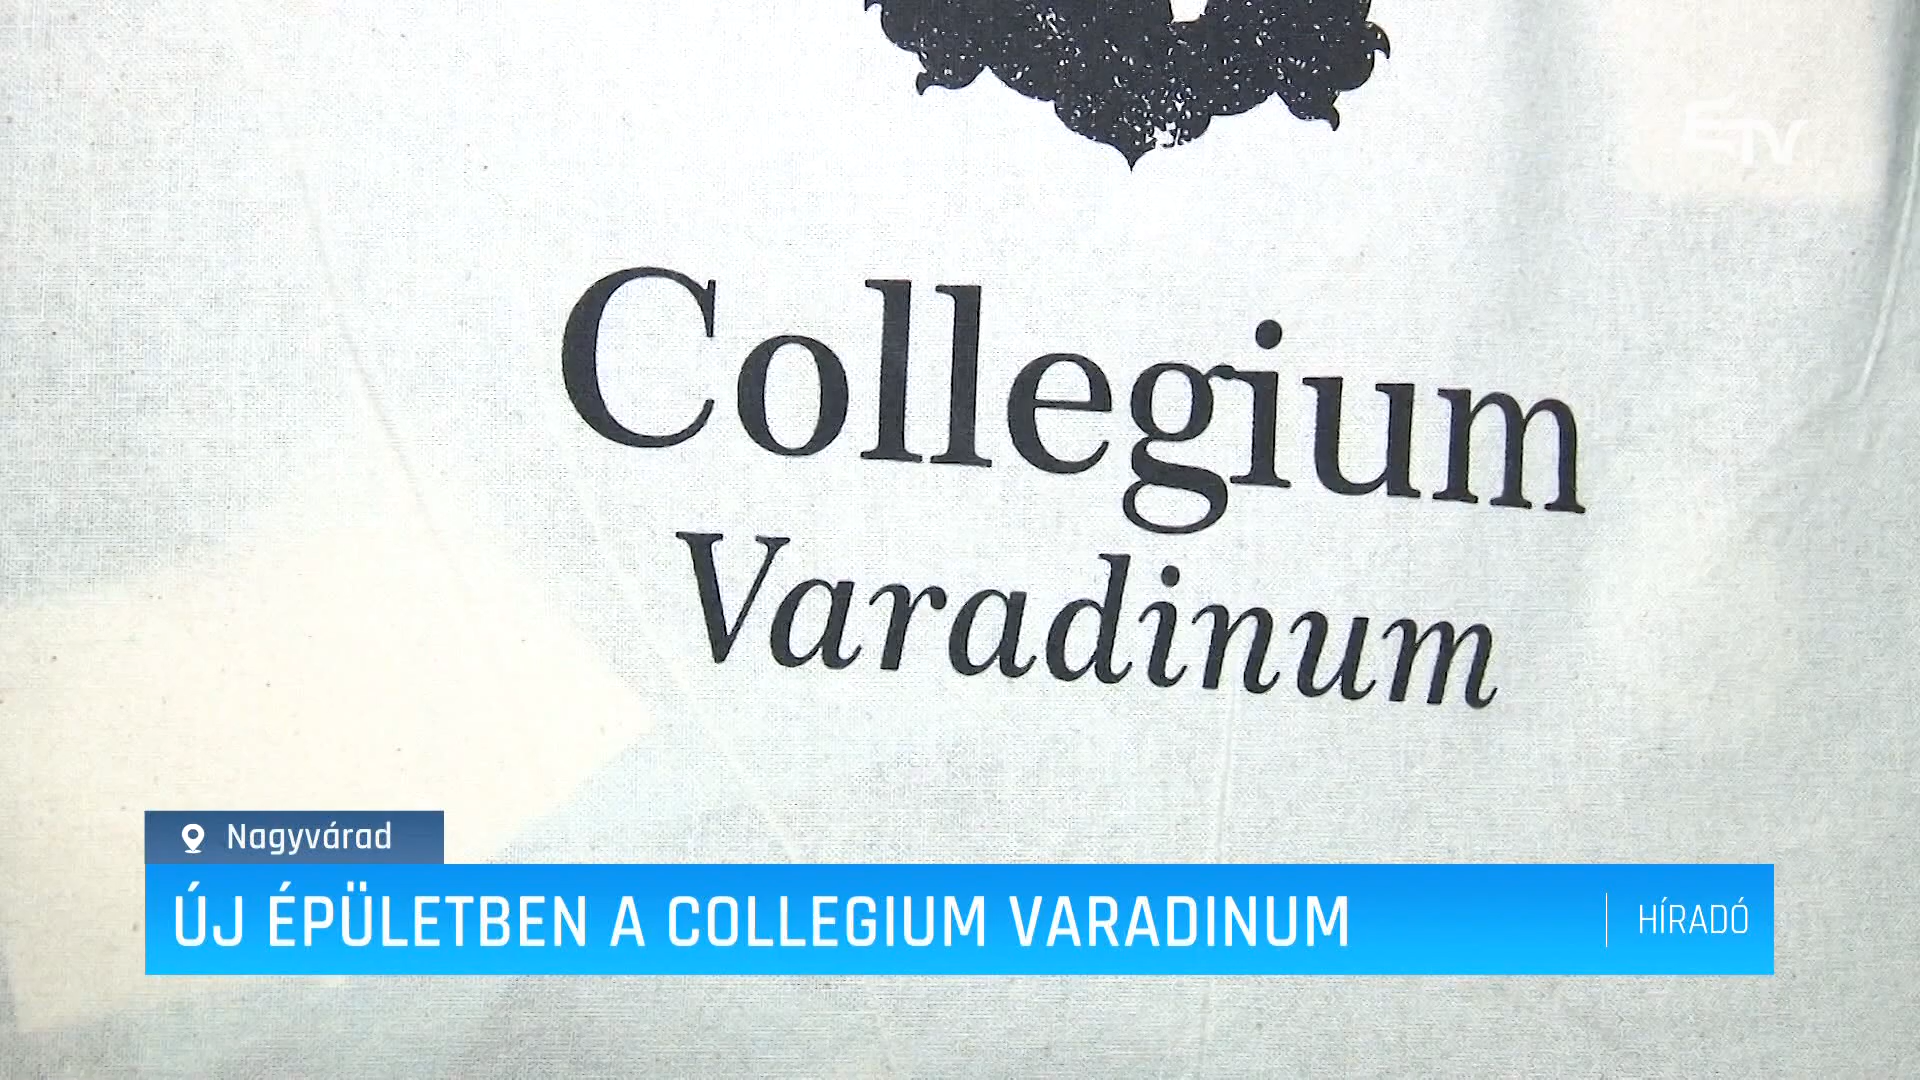 ETV
Collegium
Varadinum
Nagyvárad
ÚJ ÉPÜLETBEN A COLLEGIUM VARADINUM
HÍRADÓ